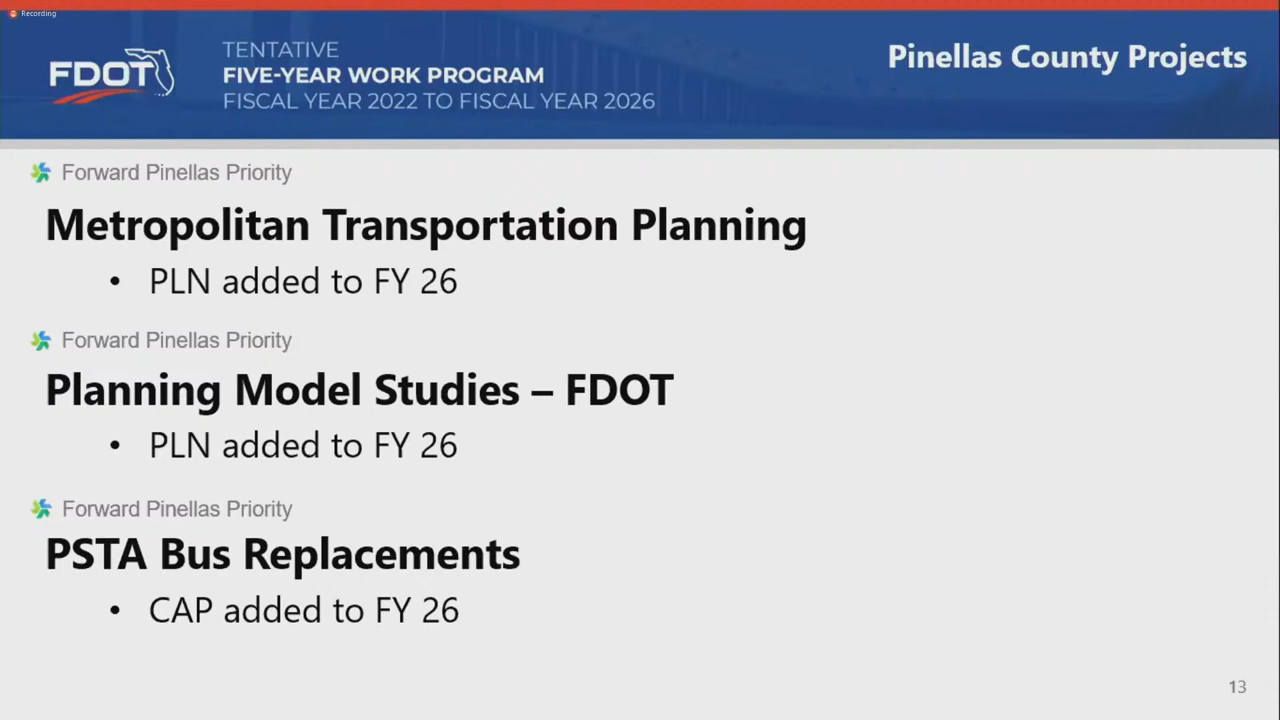 Recording
FDOT
TENTATIVE
FIVE-YEAR WORK PROGRAM
FISCAL YEAR 2022 TO FISCAL YEAR 2026
Pinellas County Projects
Forward Pinellas Priority
Metropolitan Transportation Planning
• PLN added to FY 26
Forward Pinellas Priority
Planning Model Studies – FDOT
• PLN added to FY 26
Forward Pinellas Priority
PSTA Bus Replacements
• CAP added to FY 26
13